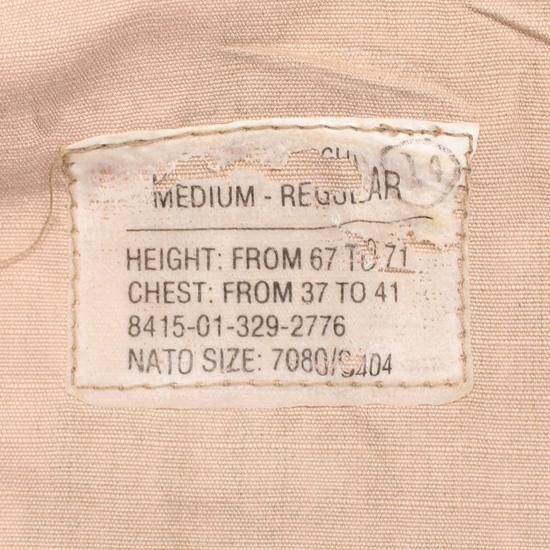 14
MEDIUM - REGULAR
HEIGHT: FROM 67 TO 71
CHEST: FROM 37 TO 41
8415-01-329-2776
NATO SIZE: 7080/9404